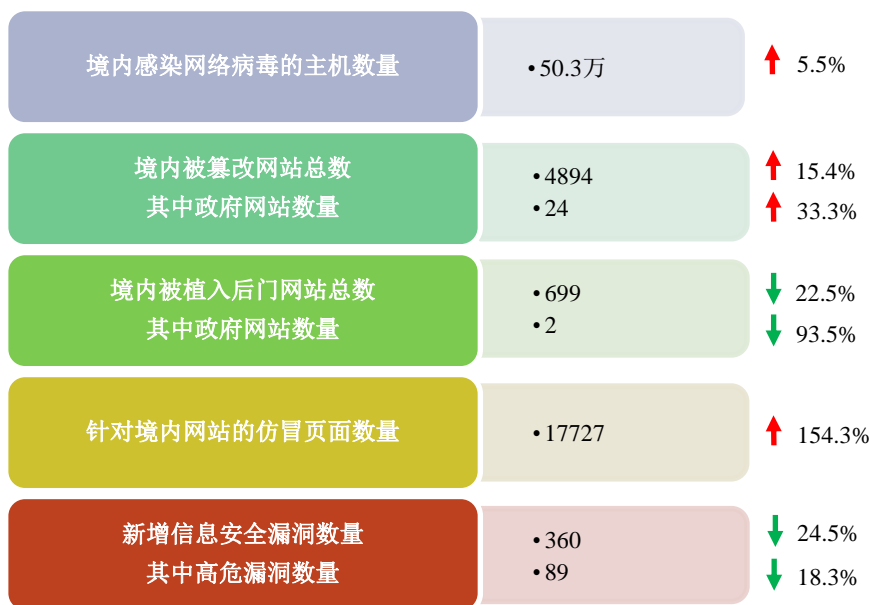 境内感染网络病毒的主机数量
•50.3万
5.5%
境内被篡改网站总数
•4894
15.4%
其中政府网站数量
•24
33.3%
境内被植入后门网站总数
•699
22.5%
其中政府网站数量
•2
93.5%
针对境内网站的仿冒页面数量
•17727
154.3%
新增信息安全漏洞数量
•360
24.5%
其中高危漏洞数量
•89
18.3%